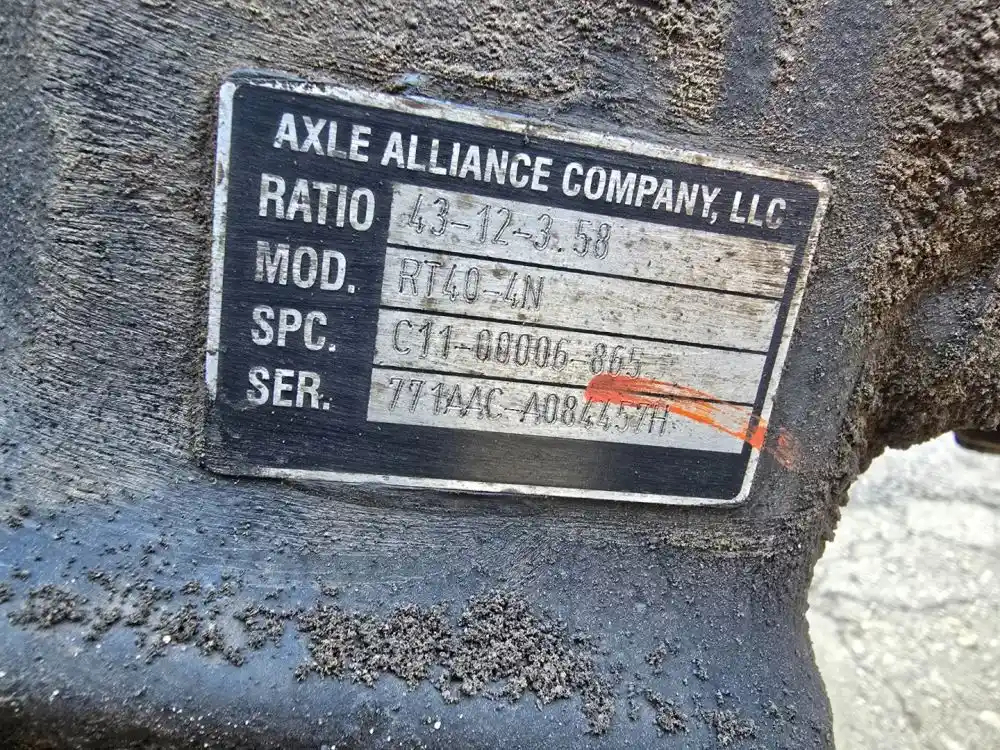 AXLE ALLIANCE COMPANY, LLC
RATIO 43-12-3.58
MOD. RT40-4N
SPC. C11-00006-865
SER. 771AAC-A084457H